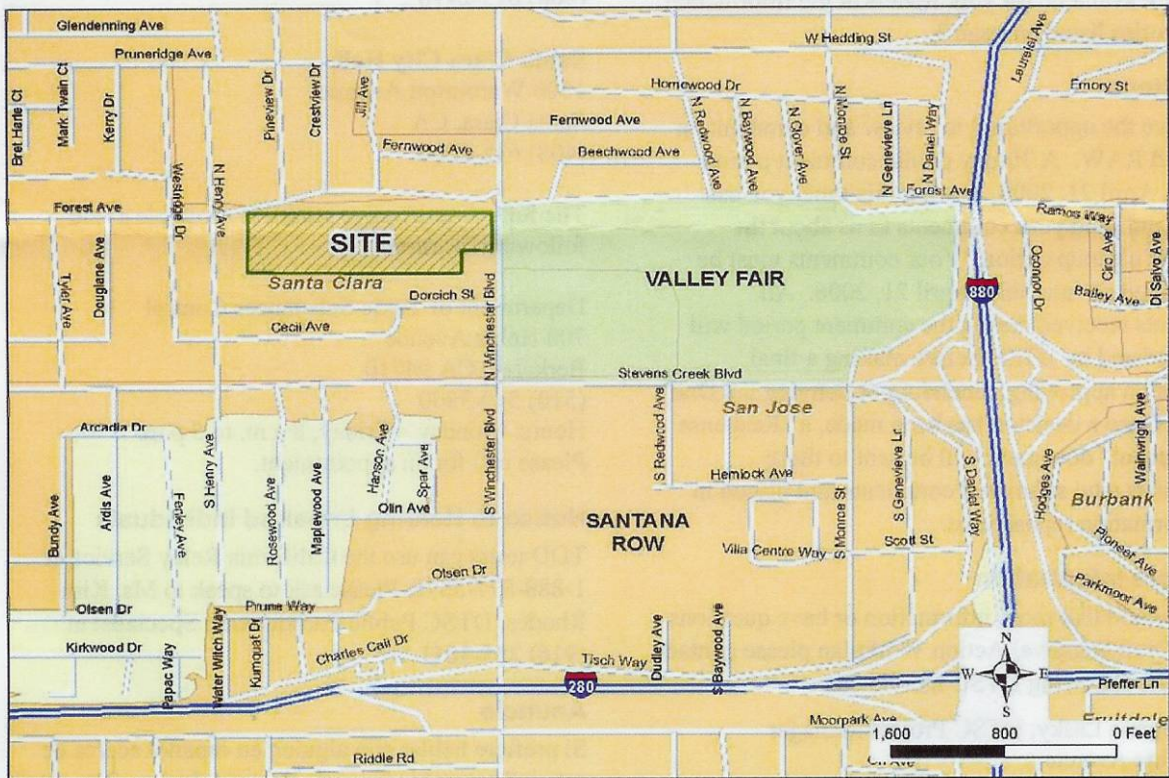 Glendenning Ave
Pruneridge Ave
W Hedding St
Laurelei Ave
Emory St
Bret Harte Ct
Mark Twain Ct
Kerry Dr
Westridge Dr
N Henry Ave
Pineview Dr
Crestview Dr
Jill Ave
Fernwood Ave
Homewood Dr
Fernwood Ave
Beechwood Ave
N Redwood Ave
N Baywood Ave
N Clover Ave
N Monroe St
N Genevieve Ln
N Daniel Way
Forest Ave
Forest Ave
Ramos Way
SITE
Santa Clara
Dorcich St
Cecil Ave
Tyler Ave
Douglane Ave
N Winchester Blvd
VALLEY FAIR
880
Oconnor Dr
Ciro Ave
Bailey Ave
Di Salvo Ave
Stevens Creek Blvd
San Jose
Arcadia Dr
Bundy Ave
Ardis Ave
Feeley Ave
S Henry Ave
Rosewood Ave
Maplewood Ave
Hanson Ave
Spar Ave
Olin Ave
S Winchester Blvd
S Redwood Ave
Hemlock Ave
SANTANA
ROW
Villa Centre Way
S Monroe St
S Genevieve Ln
Scott St
S Daniel Way
Hodges Ave
Wainwright Ave
Burbank
Pioneer Ave
Parkmoor Ave
Olsen Dr
Olsen Dr
Prune Way
Kirkwood Dr
Papac Way
Water Witch Way
Kumquat Dr
Charles Cali Dr
Tisch Way
Dudley Ave
S Baywood Ave
280
N
W E
S
Pfeffer Ln
Fruitdale
Moorpark Ave
1,600 800 0 Feet
Riddle Rd